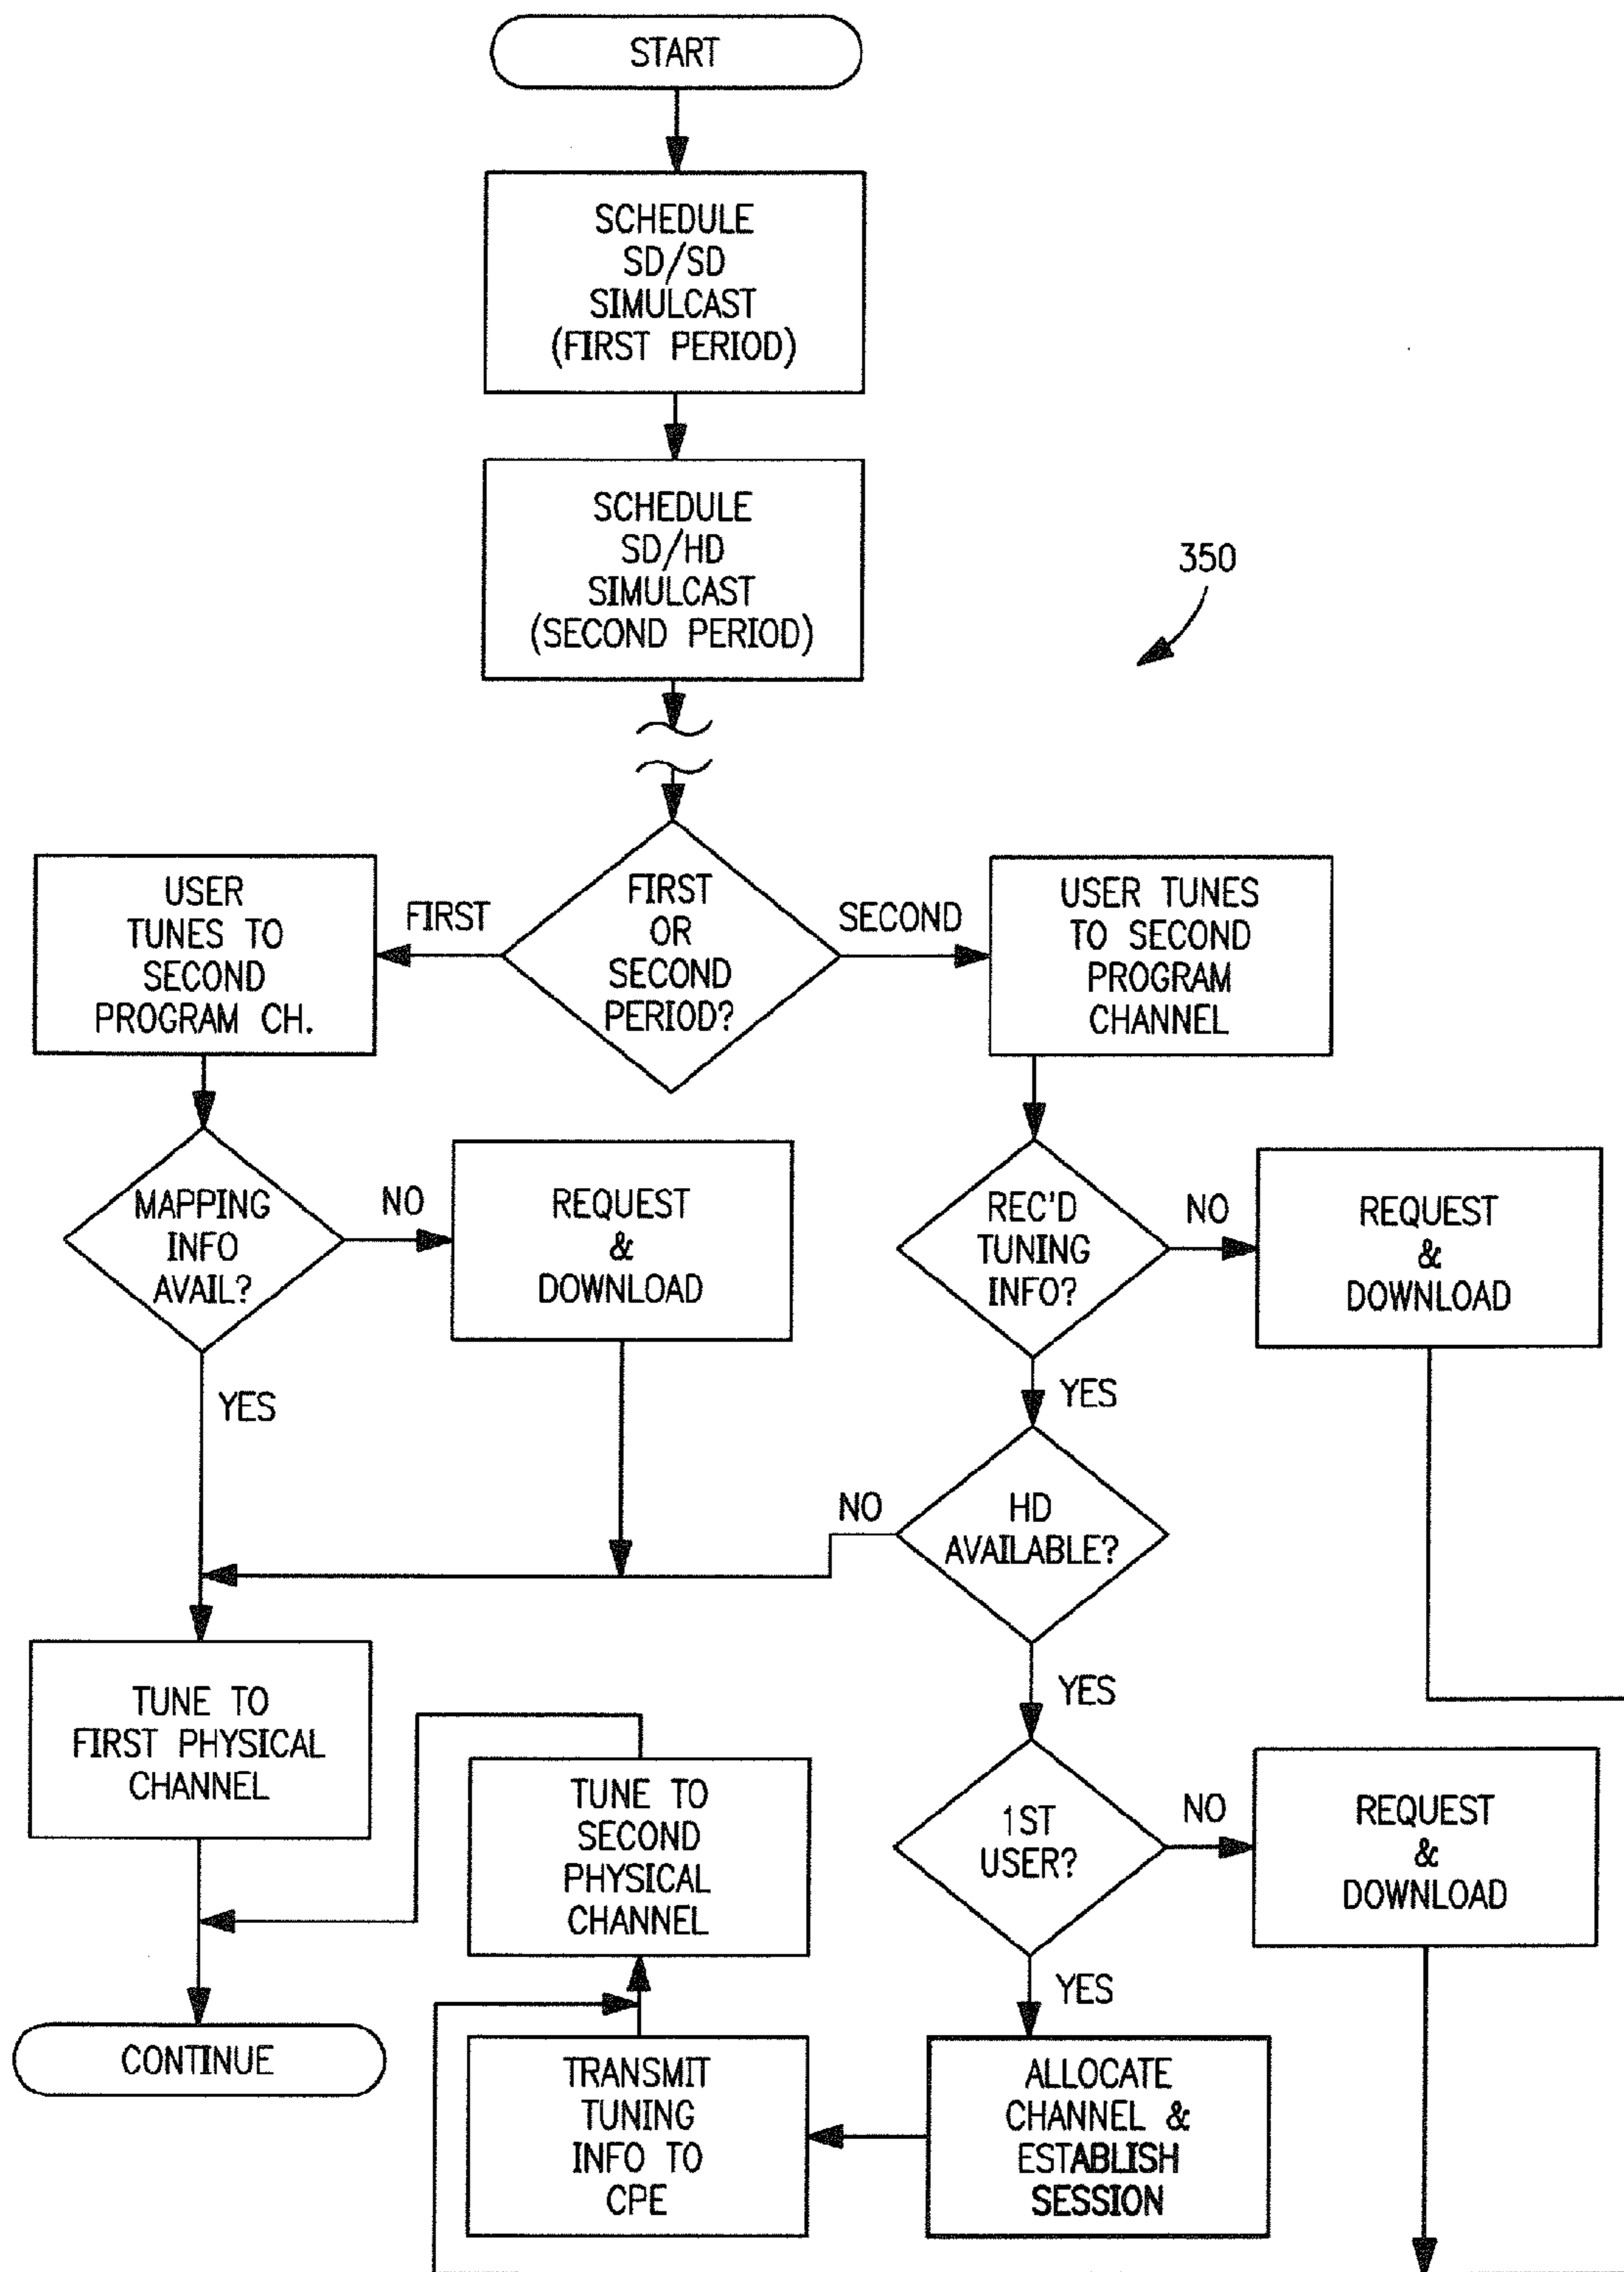 START
SCHEDULE
SD/SD
SIMULCAST
(FIRST PERIOD)
SCHEDULE
SD/HD
SIMULCAST
(SECOND PERIOD)
350
USER
TUNES TO
SECOND
PROGRAM CH.
FIRST
FIRST
OR
SECOND
PERIOD?
SECOND
USER TUNES
TO SECOND
PROGRAM
CHANNEL
MAPPING
INFO
AVAIL?
NO
REQUEST
&
DOWNLOAD
REC'D
TUNING
INFO?
NO
REQUEST
&
DOWNLOAD
YES
YES
NO
HD
AVAILABLE?
YES
TUNE TO
FIRST PHYSICAL
CHANNEL
TUNE TO
SECOND
PHYSICAL
CHANNEL
1ST
USER?
NO
REQUEST
&
DOWNLOAD
YES
CONTINUE
TRANSMIT
TUNING
INFO TO
CPE
ALLOCATE
CHANNEL &
ESTABLISH
SESSION